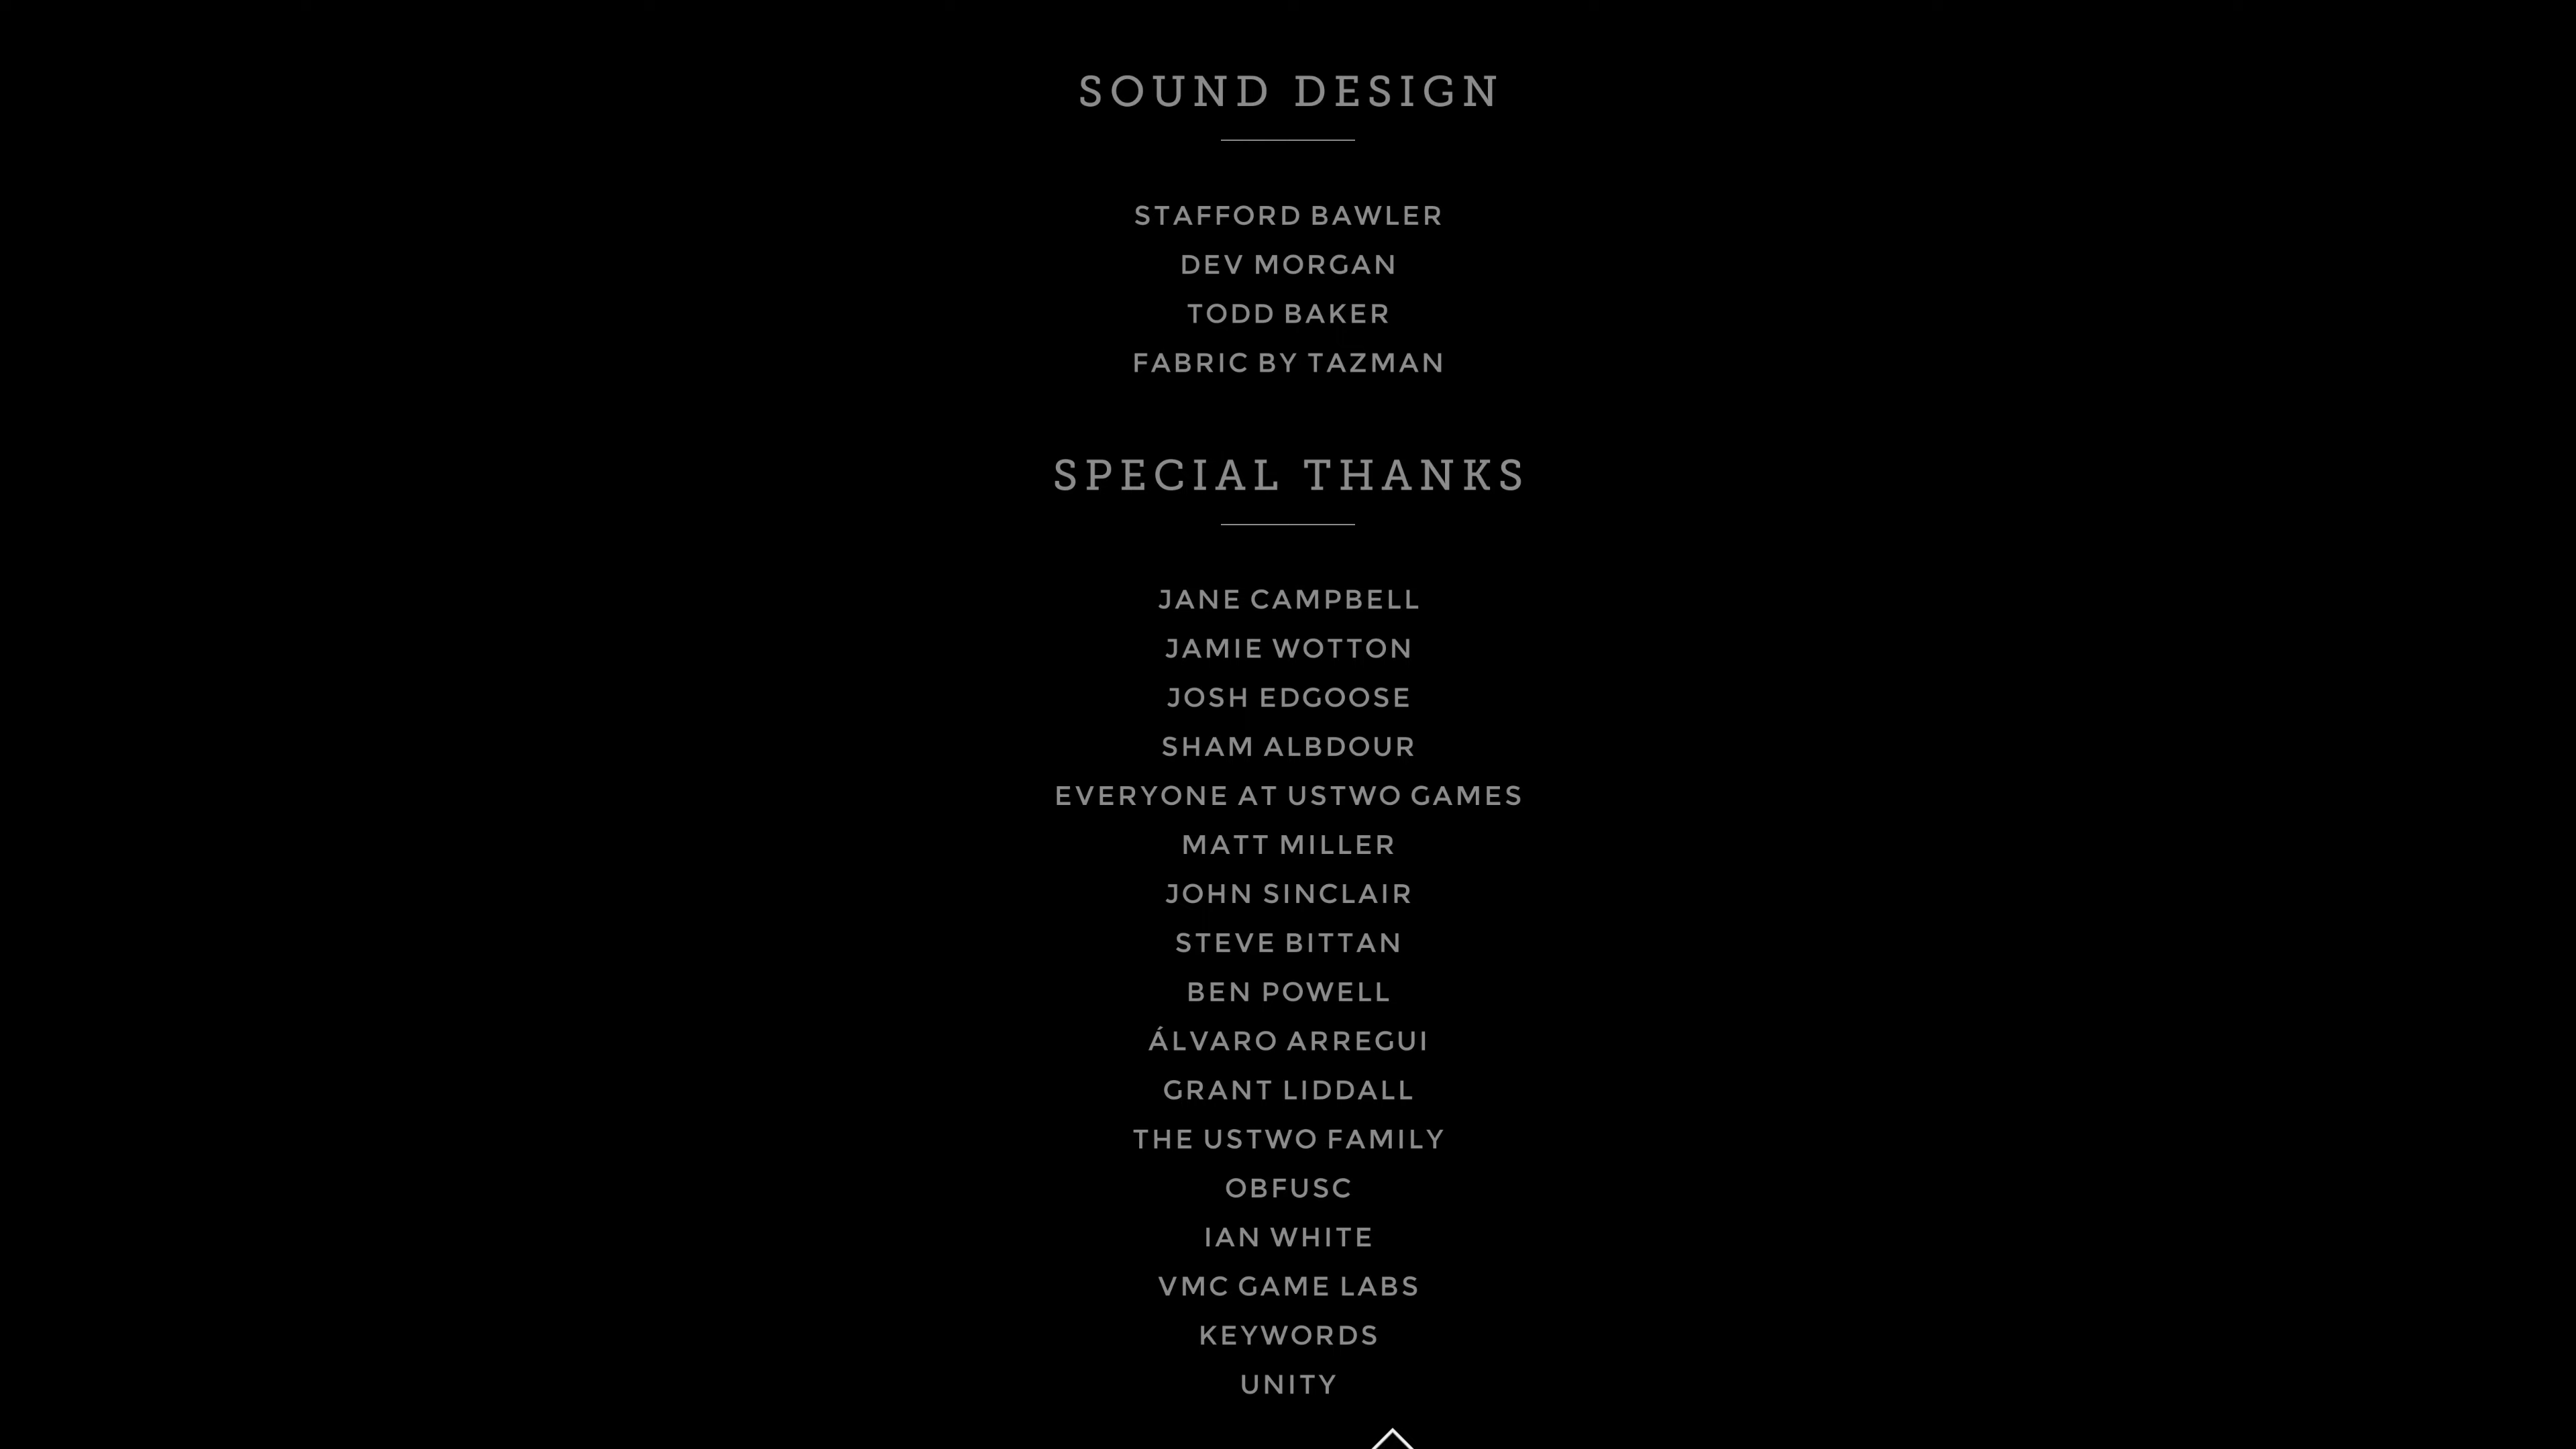 SOUND DESIGN
STAFFORD BAWLER
DEV MORGAN
TODD BAKER
FABRIC BY TAZMAN
SPECIAL THANKS
JANE CAMPBELL
JAMIE WOTTON
JOSH EDGOOSE
SHAM ALBDOUR
EVERYONE AT USTWO GAMES
MATT MILLER
JOHN SINCLAIR
STEVE BITTAN
BEN POWELL
ÁLVARO ARREGUI
GRANT LIDDALL
THE USTWO FAMILY
OBFUSC
IAN WHITE
VMC GAME LABS
KEYWORDS
UNITY